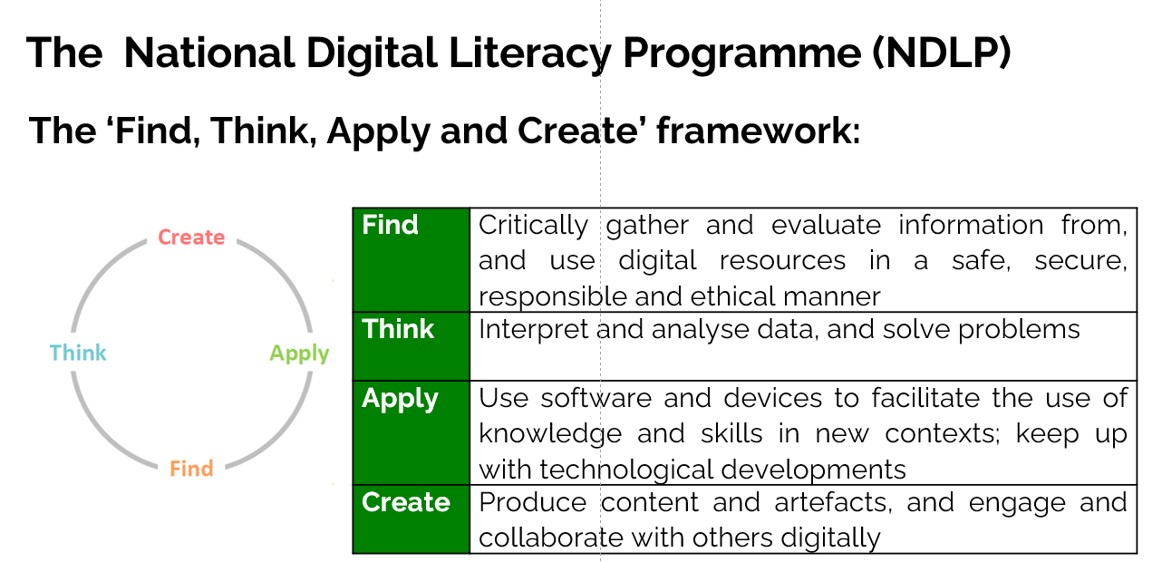 The  National Digital Literacy Programme (NDLP)
The ‘Find, Think, Apply and Create’ framework:
Create
Think
Apply
Find
Find
Critically gather and evaluate information from,
and use digital resources in a safe, secure,
responsible and ethical manner
Think
Interpret and analyse data, and solve problems
Apply
Use software and devices to facilitate the use of
knowledge and skills in new contexts; keep up
with technological developments
Create
Produce content and artefacts, and engage and
collaborate with others digitally